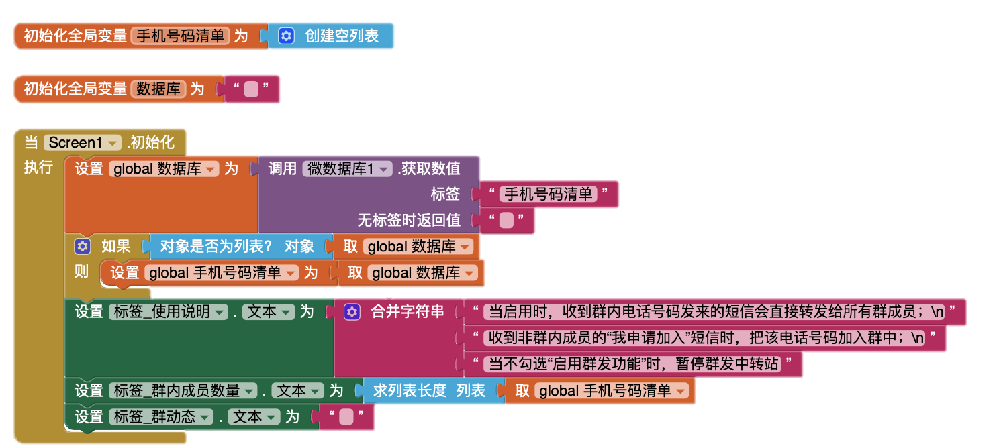 初始化全局变量 手机号码清单 为 创建空列表
初始化全局变量 数据库 为 “ ”
当 Screen1 .初始化
执行 设置 global 数据库 为 调用 微数据库1 .获取数值
标签 “ 手机号码清单 ”
无标签时返回值 “ ”
如果 对象是否为列表? 对象 取 global 数据库
则 设置 global 手机号码清单 为 取 global 数据库
设置 标签_使用说明 . 文本 为 合并字符串 “ 当启用时，收到群内电话号码发来的短信会直接转发给所有群成员；\n ”
“ 收到非群内成员的“我申请加入”短信时，把该电话号码加入群中；\n ”
“ 当不勾选“启用群发功能”时，暂停群发中转站 ”
设置 标签_群内成员数量 . 文本 为 求列表长度 列表 取 global 手机号码清单
设置 标签_群动态 . 文本 为 “ ”